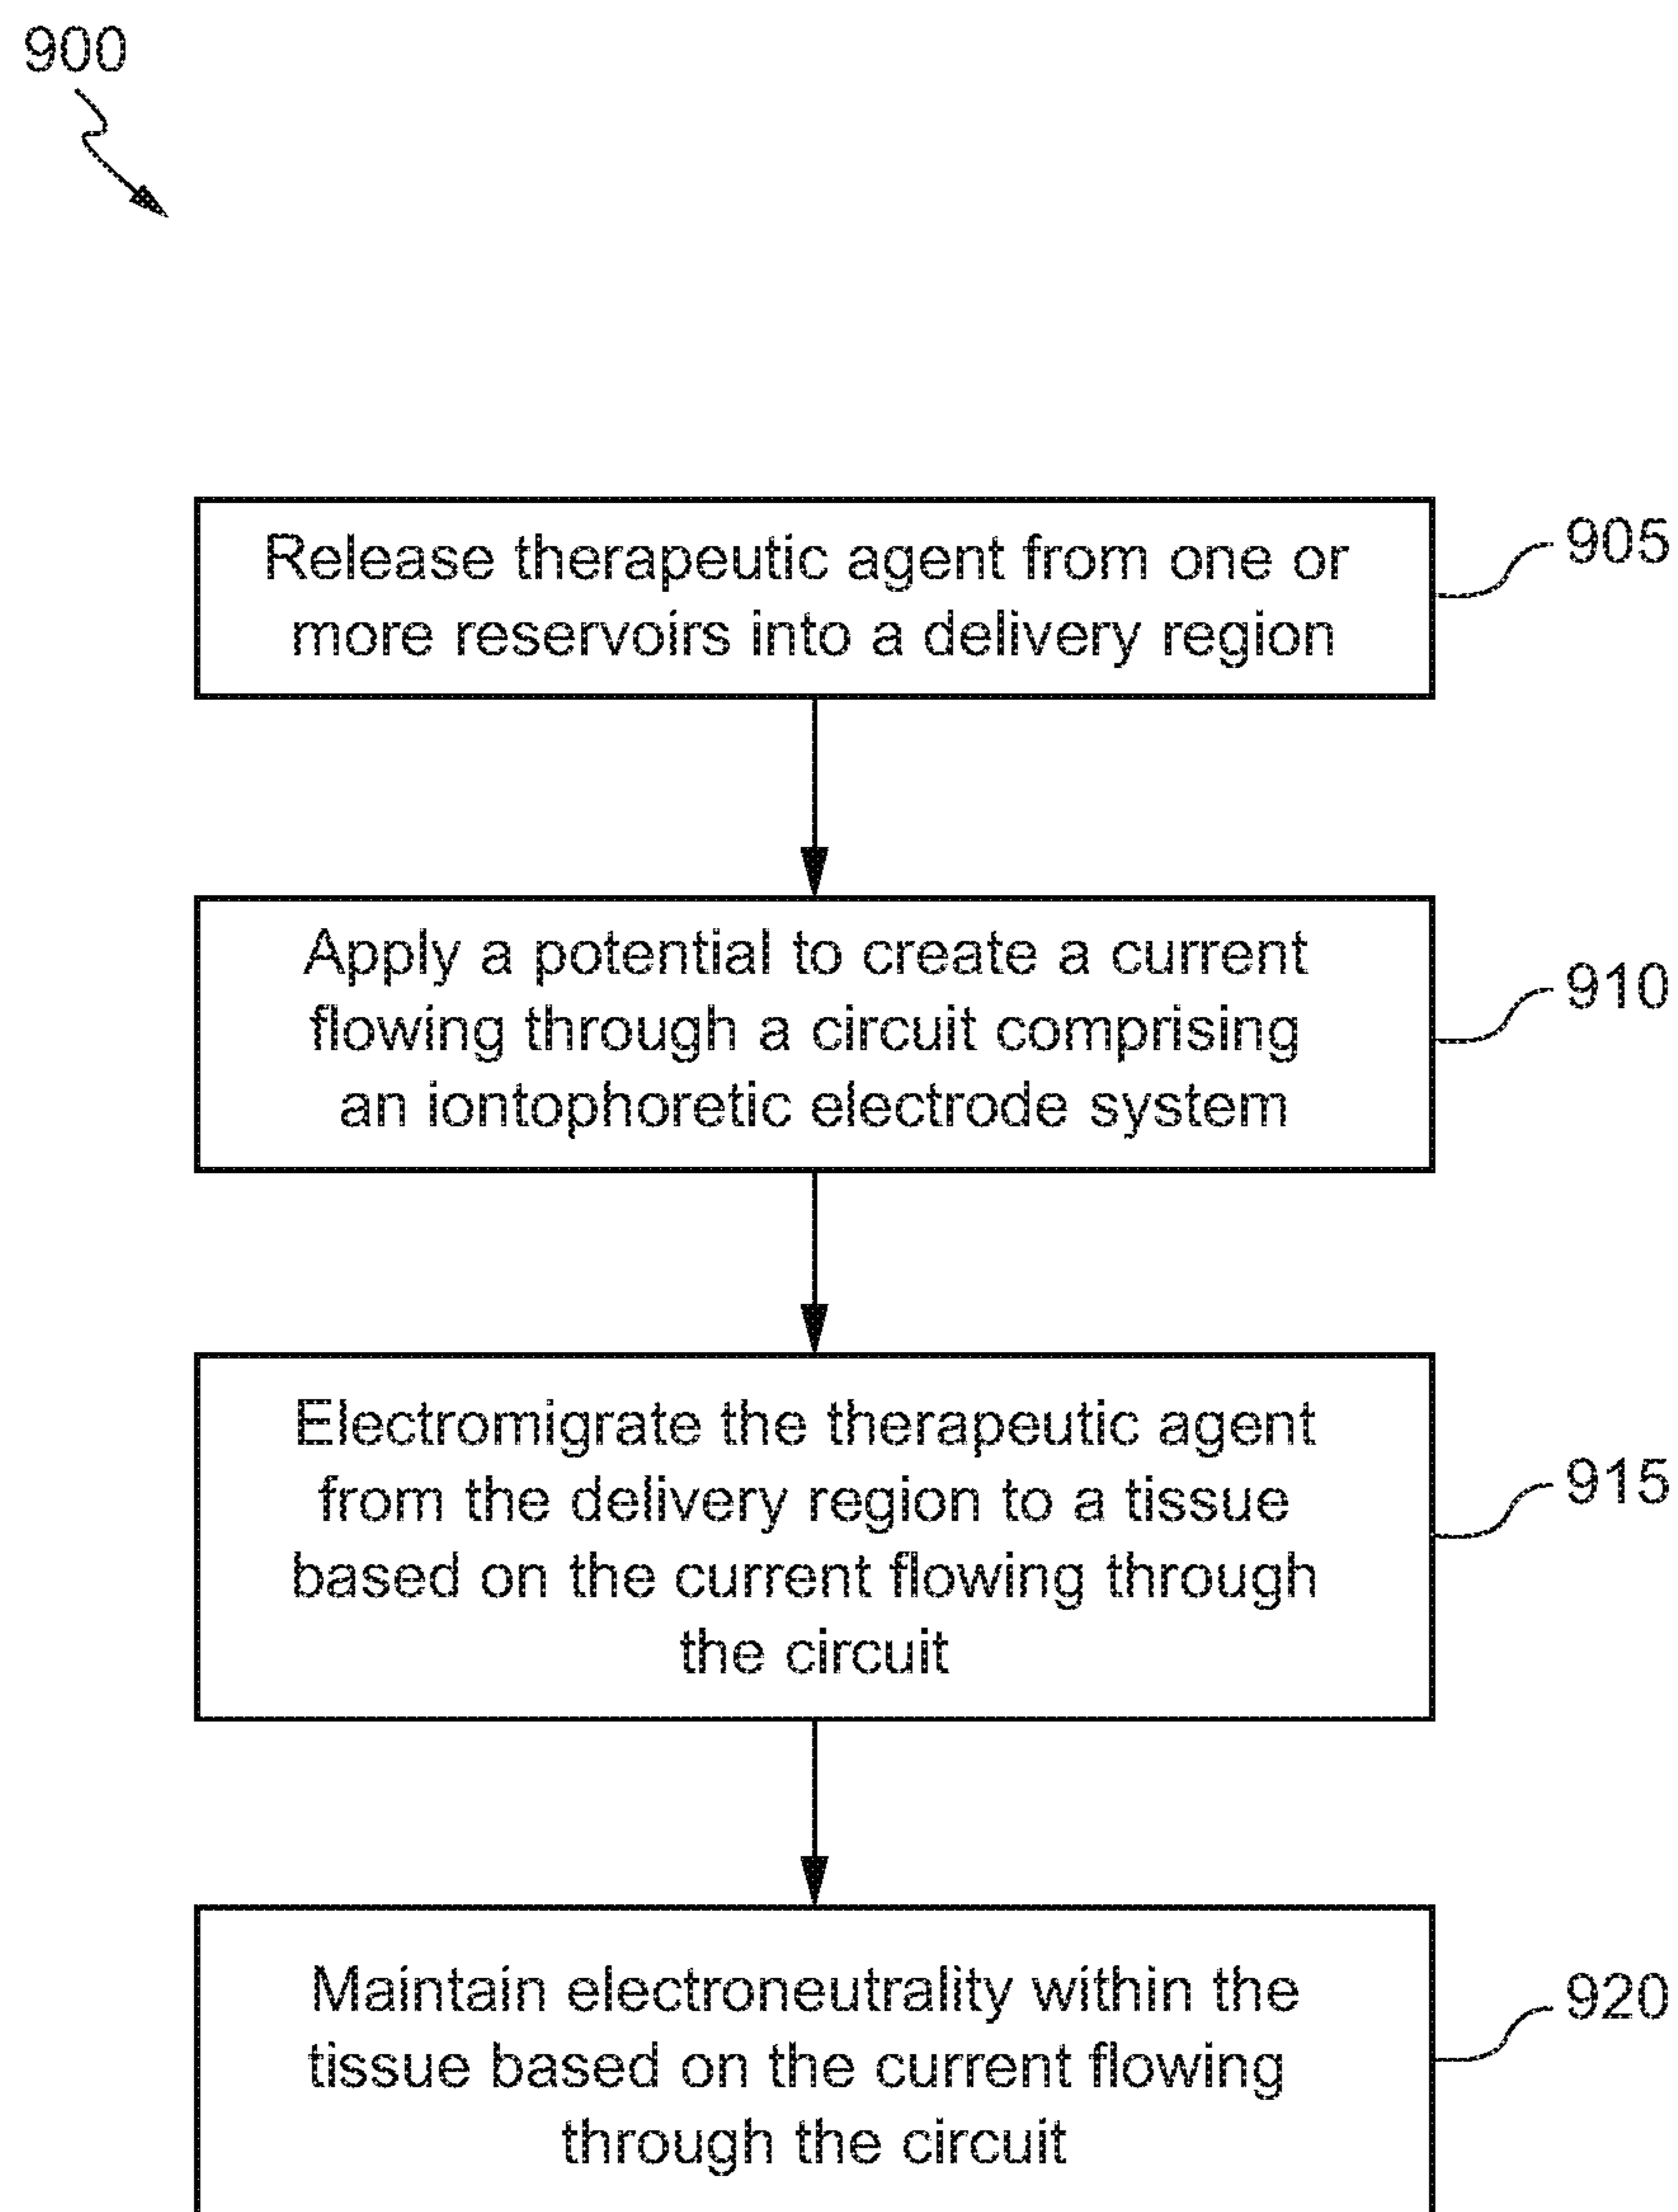 900
Release therapeutic agent from one or
more reservoirs into a delivery region
905
Apply a potential to create a current
flowing through a circuit comprising
an iontophoretic electrode system
910
Electromigrate the therapeutic agent
from the delivery region to a tissue
based on the current flowing through
the circuit
915
Maintain electroneutrality within the
tissue based on the current flowing
through the circuit
920